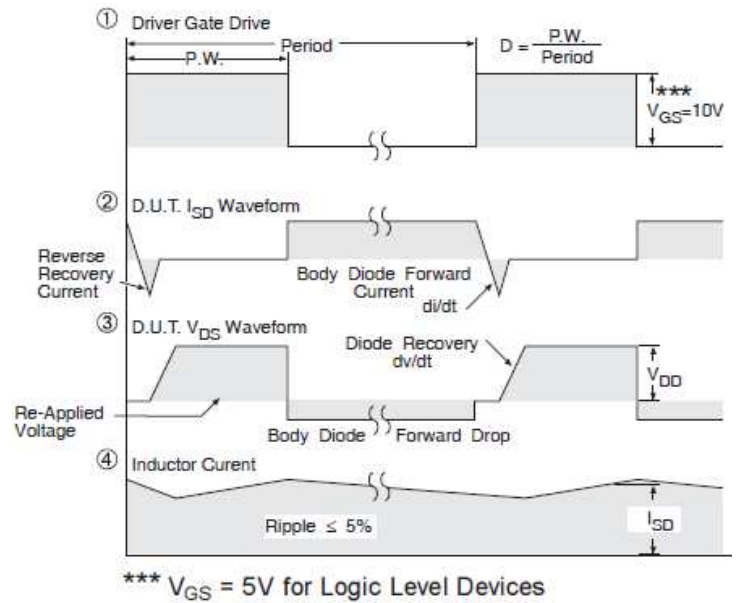 ① Driver Gate Drive
Period
P.W.
D = P.W. / Period
***
VGS=10V
② D.U.T. ISD Waveform
Reverse
Recovery
Current
Body Diode Forward
Current
di/dt
③ D.U.T. VDS Waveform
Diode Recovery
dv/dt
VDD
Re-Applied
Voltage
Body Diode
Forward Drop
④ Inductor Curent
Ripple ≤ 5%
ISD
*** VGS = 5V for Logic Level Devices